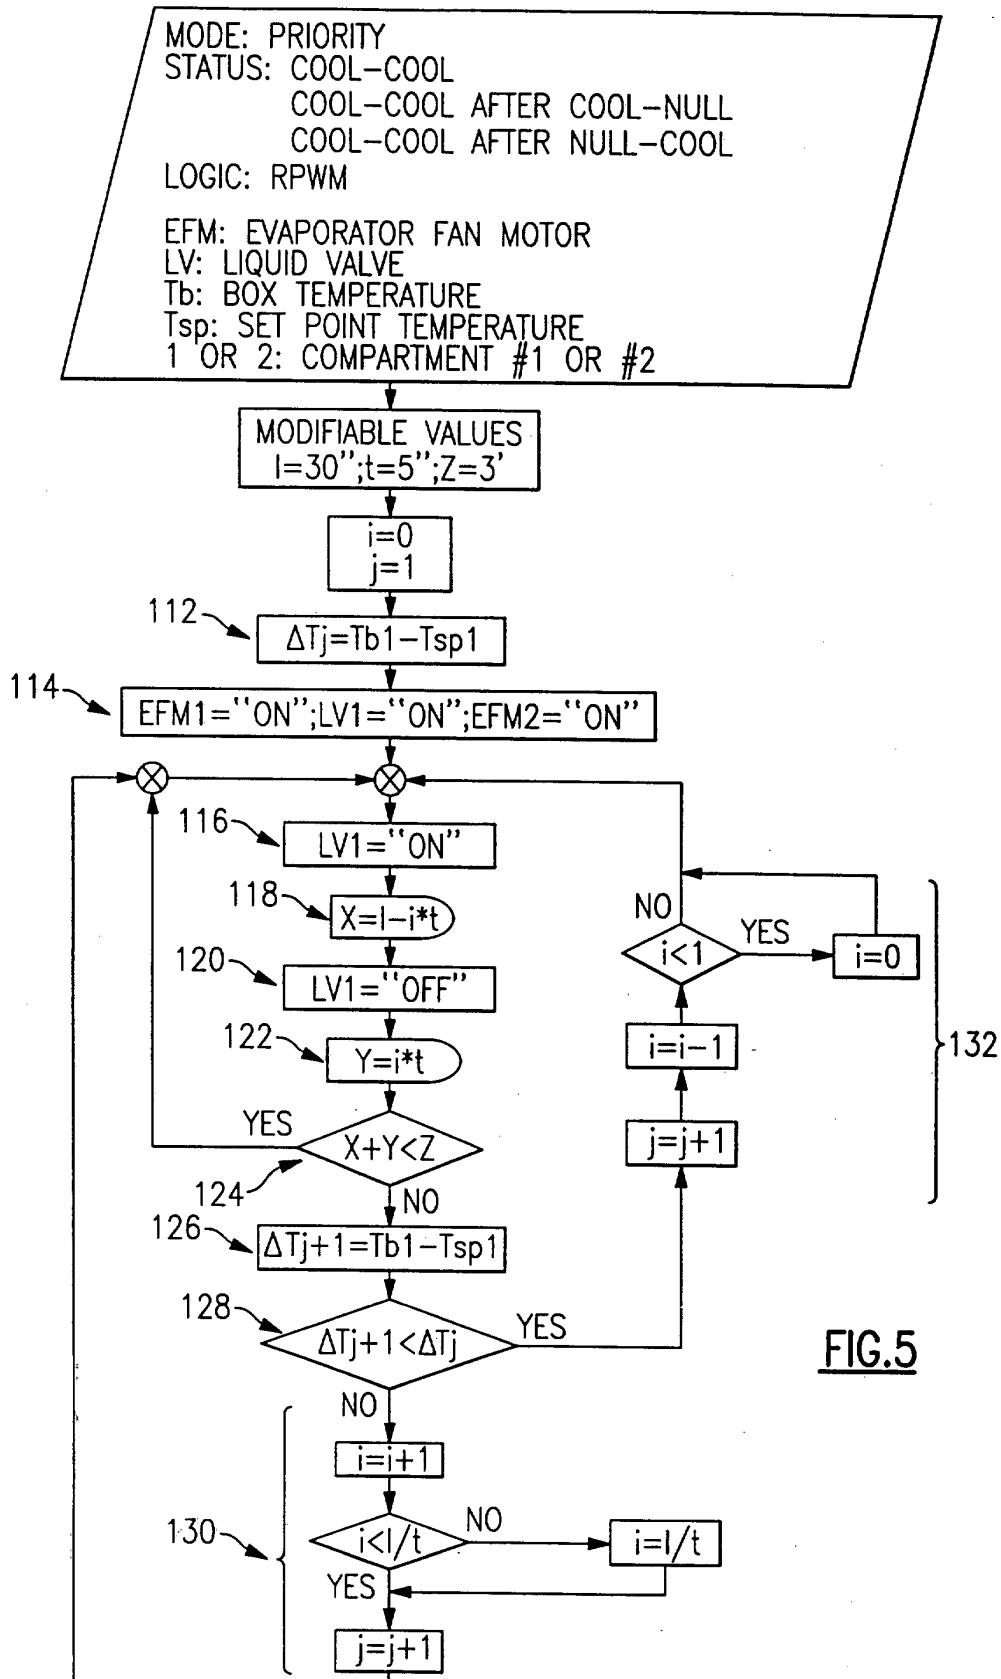 MODE: PRIORITY
STATUS: COOL-COOL
COOL-COOL AFTER COOL-NULL
COOL-COOL AFTER NULL-COOL
LOGIC: RPWM
EFM: EVAPORATOR FAN MOTOR
LV: LIQUID VALVE
Tb: BOX TEMPERATURE
Tsp: SET POINT TEMPERATURE
1 OR 2: COMPARTMENT #1 OR #2
MODIFIABLE VALUES
I=30";t=5";Z=3'
i=0
j=1
112
ΔTj=Tb1-Tsp1
114
EFM1="ON";LV1="ON";EFM2="ON"
116
LV1="ON"
118
X=I-i*t
120
LV1="OFF"
122
Y=i*t
YES
X+Y<Z
124
NO
126
ΔTj+1=Tb1-Tsp1
128
ΔTj+1<ΔTj
YES
NO
i<1
YES
i=0
i=i-1
j=j+1
132
FIG.5
NO
i=i+1
130
i<I/t
NO
i=I/t
YES
j=j+1